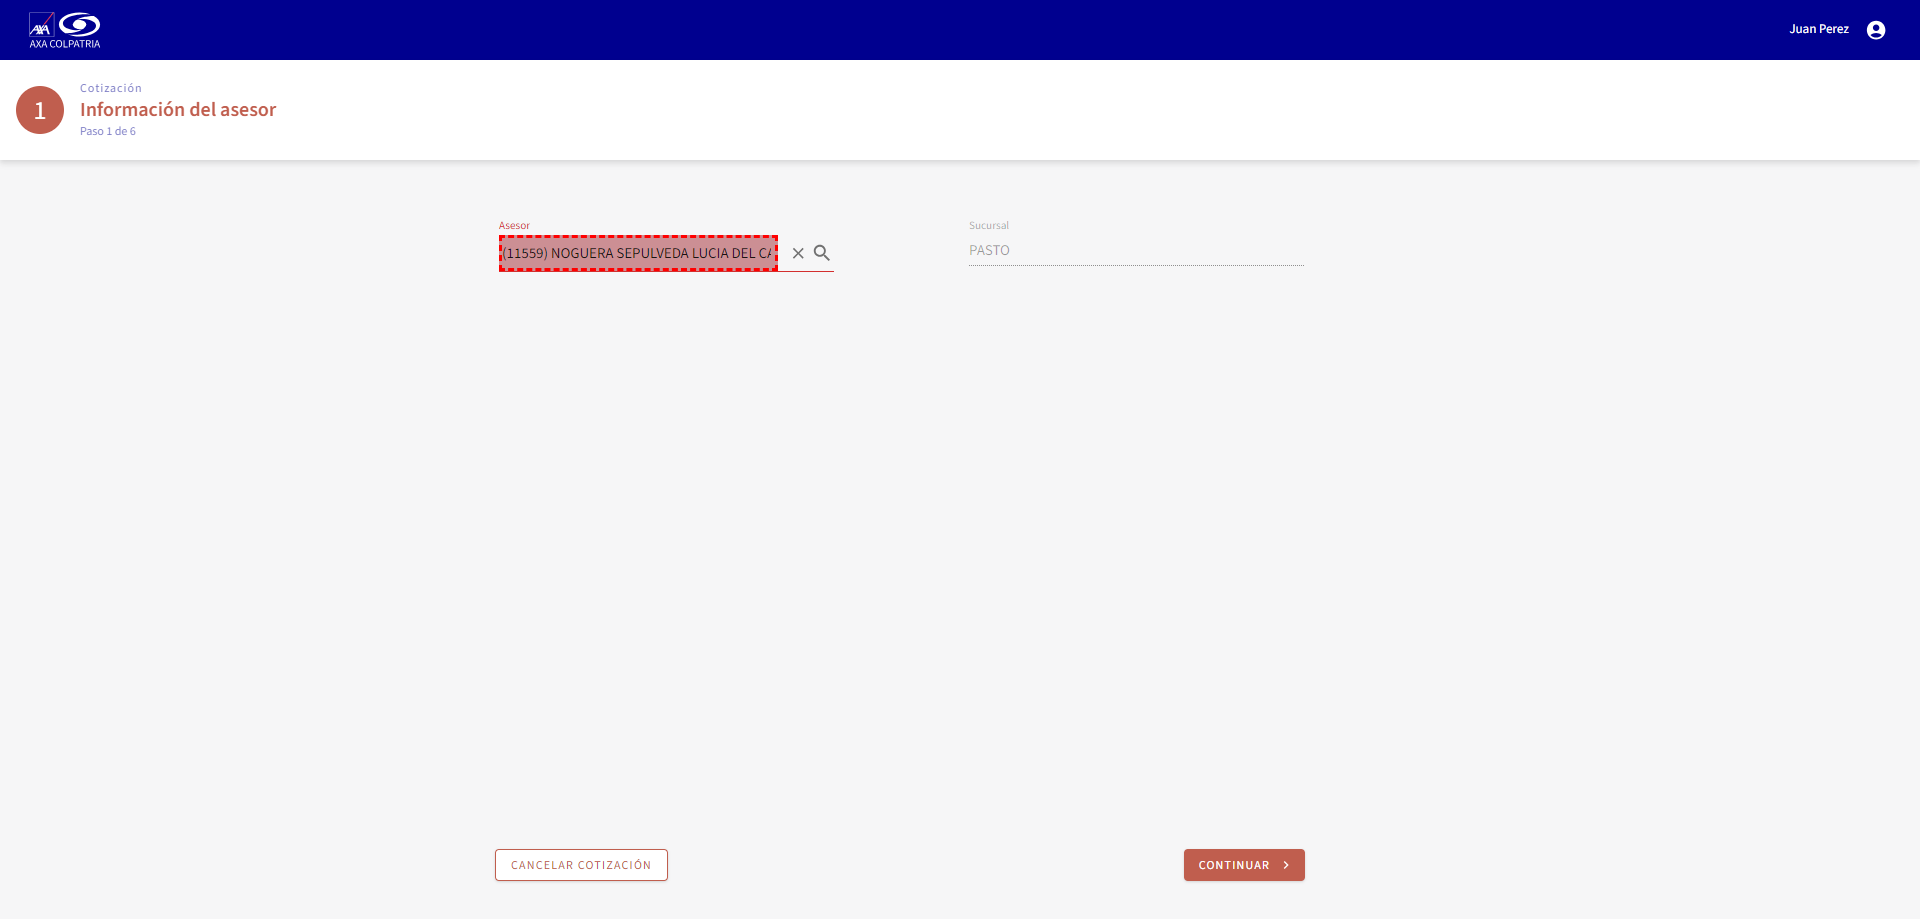 AXA
AXA COLPATRIA
Juan Perez
1
Cotización
Información del asesor
Paso 1 de 6
Asesor
(11559) NOGUERA SEPULVEDA LUCIA DEL CA
Sucursal
PASTO
CANCELAR COTIZACIÓN
CONTINUAR